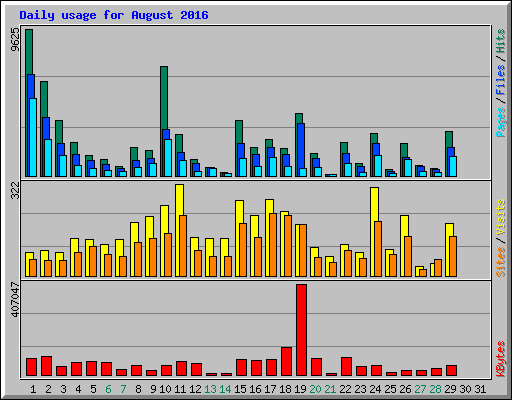 Daily usage for August 2016
9625
Pages / Files / Hits
322
Sites / Visits
407047
KBytes
1 2 3 4 5 6 7 8 9 10 11 12 13 14 15 16 17 18 19 20 21 22 23 24 25 26 27 28 29 30 31